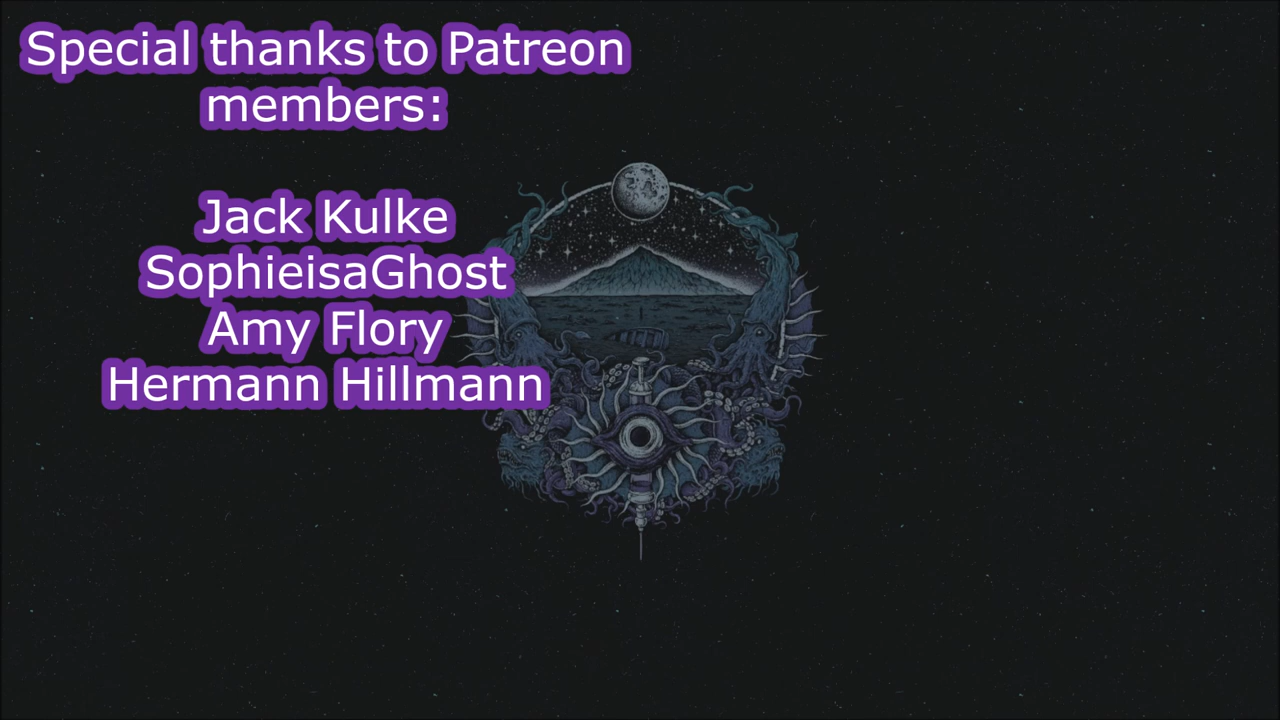 Special thanks to Patreon
members:
Jack Kulke
SophieisaGhost
Amy Flory
Hermann Hillmann